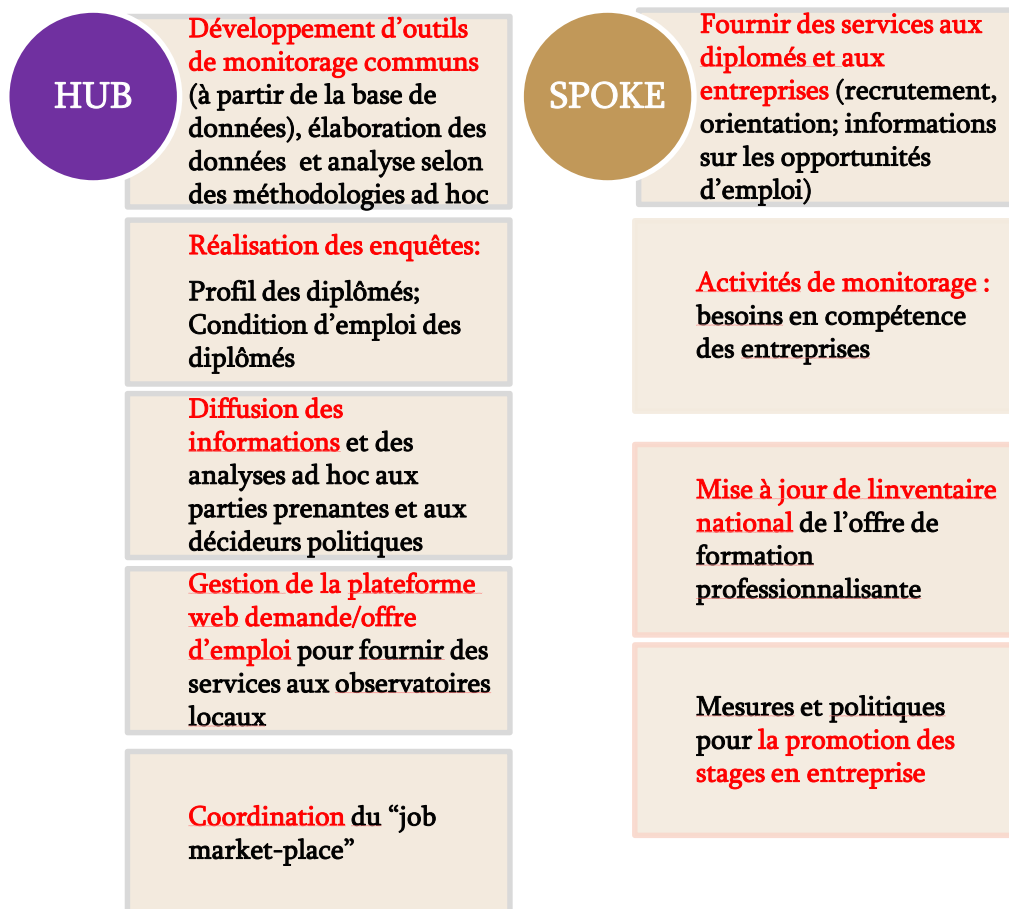 HUB
Développement d’outils
de monitorage communs
(à partir de la base de
données), élaboration des
données et analyse selon
des méthodologies ad hoc
Réalisation des enquêtes:
Profil des diplômés;
Condition d’emploi des
diplômés
Diffusion des
informations et des
analyses ad hoc aux
parties prenantes et aux
décideurs politiques
Gestion de la plateforme
web demande/offre
d’emploi pour fournir des
services aux observatoires
locaux
Coordination du “job
market-place”
SPOKE
Fournir des services aux
diplomés et aux
entreprises (recrutement,
orientation; informations
sur les opportunités
d’emploi)
Activités de monitorage :
besoins en compétence
des entreprises
Mise à jour de linventaire
national de l’offre de
formation
professionnalisante
Mesures et politiques
pour la promotion des
stages en entreprise